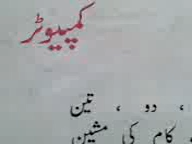 کمپیوٹر
، دو ، تین
کام کی مشین